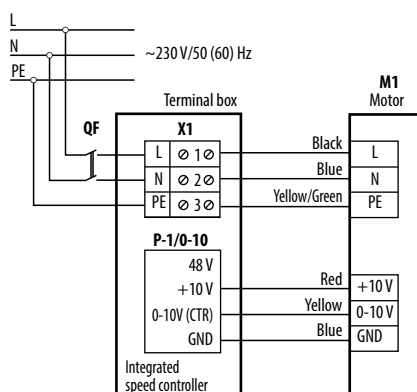 L
N
~230 V/50 (60) Hz
PE
M1
Terminal box
Motor
QF
X1
L 1 Black L
N 2 Blue N
PE 3 Yellow/Green PE
P-1/0-10
48 V
+10 V Red +10 V
0-10V (CTR) Yellow 0-10 V
GND Blue GND
Integrated
speed controller